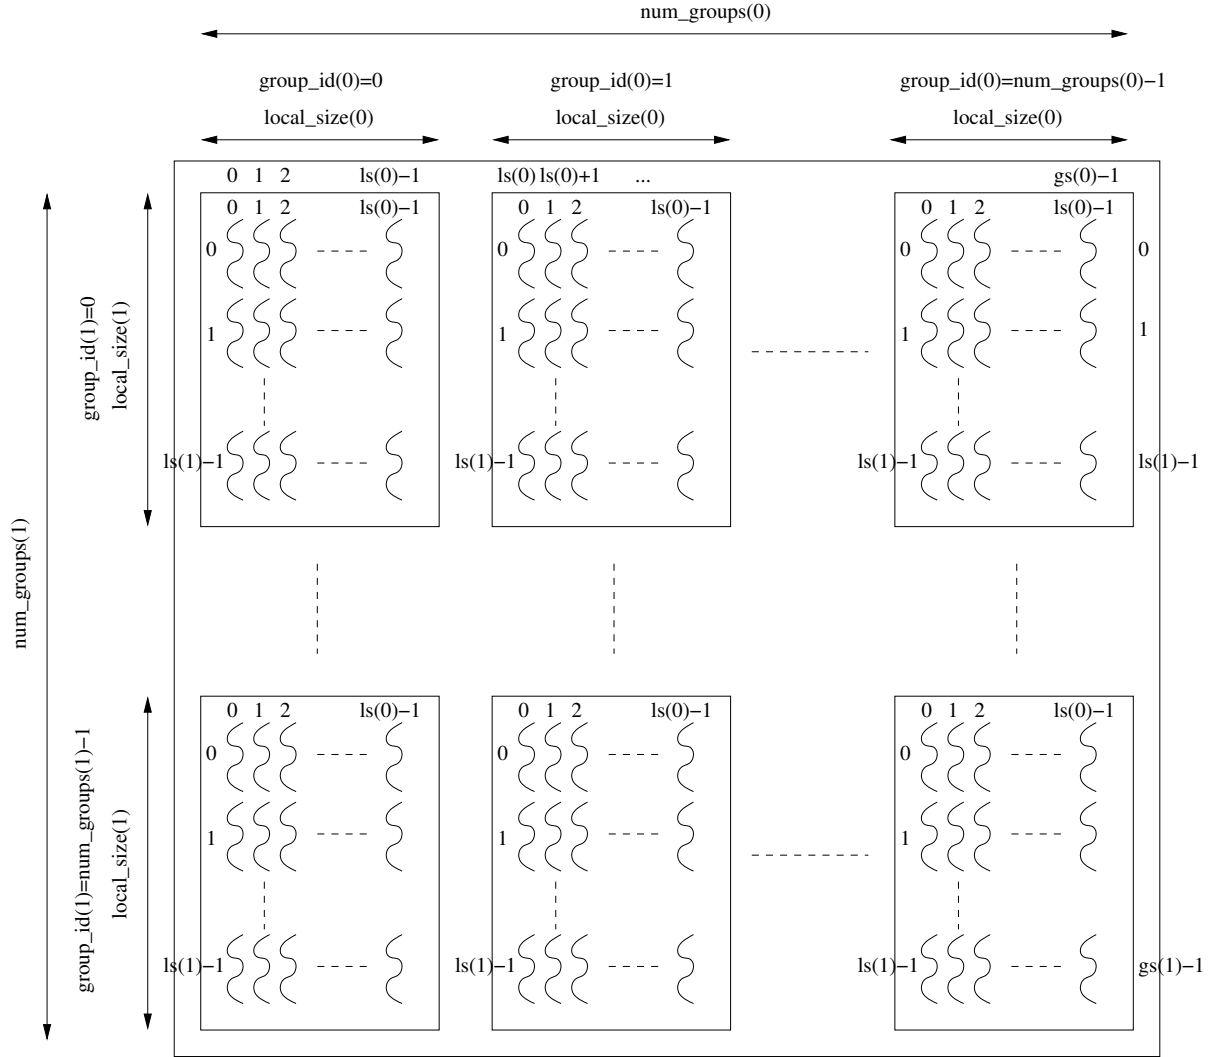 num_groups(0)
group_id(0)=0 group_id(0)=1 group_id(0)=num_groups(0)−1
local_size(0) local_size(0) local_size(0)
0 1 2 ls(0)−1 ls(0) ls(0)+1 ... gs(0)−1
0 1 2 ls(0)−1 0 1 2 ls(0)−1 0 1 2 ls(0)−1
0 0 0 0
1 1 1 1
ls(1)−1 ls(1)−1 ls(1)−1 ls(1)−1
group_id(1)=0
local_size(1)
num_groups(1)
0 1 2 ls(0)−1 0 1 2 ls(0)−1 0 1 2 ls(0)−1
0 0 0
1 1 1
ls(1)−1 ls(1)−1 ls(1)−1 gs(1)−1
group_id(1)=num_groups(1)−1
local_size(1)